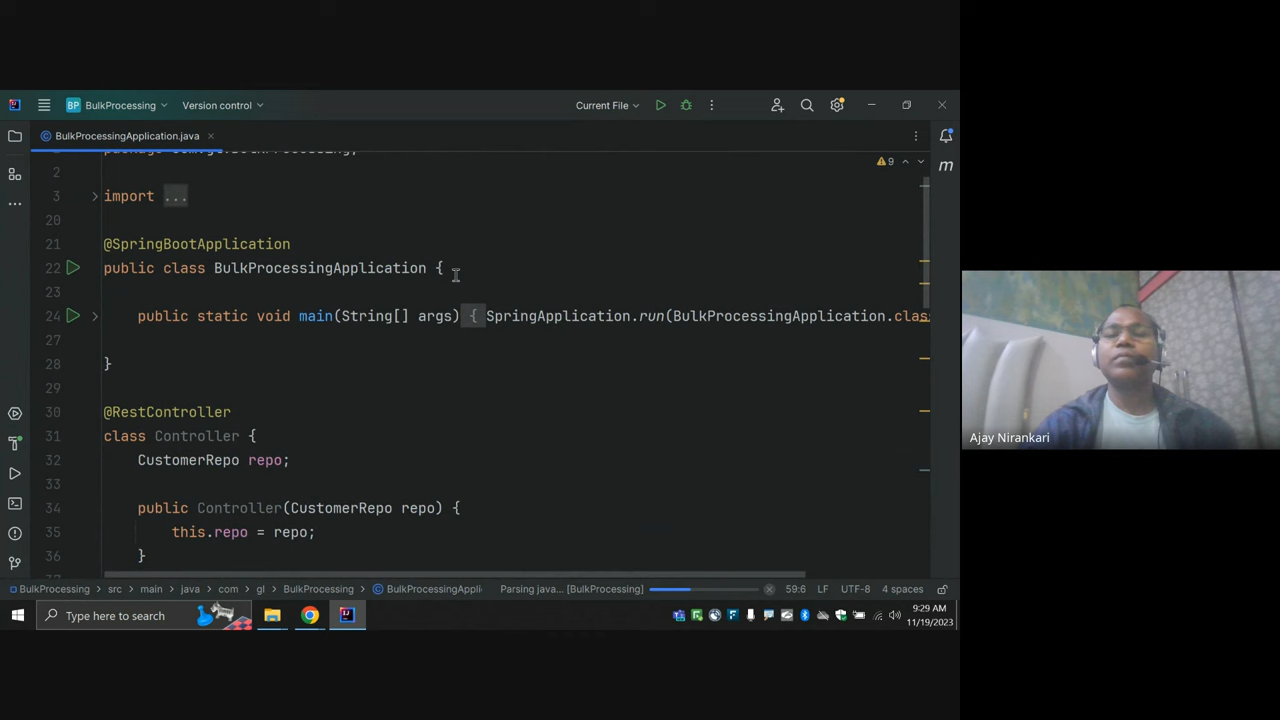 BP BulkProcessing Version control Current File
BulkProcessingApplication.java
9
2
3 import ...
20
21 @SpringBootApplication
22 public class BulkProcessingApplication {
23
24 public static void main(String[] args) { SpringApplication.run(BulkProcessingApplication.clas
27
28 }
29
30 @RestController
31 class Controller {
32 CustomerRepo repo;
33
34 public Controller(CustomerRepo repo) {
35 this.repo = repo;
36 }
Ajay Nirankari
BulkProcessing src main java com gl BulkProcessing BulkProcessingAppli Parsing java... [BulkProcessing] 59:6 LF UTF-8 4 spaces
Type here to search
9:29 AM
11/19/2023